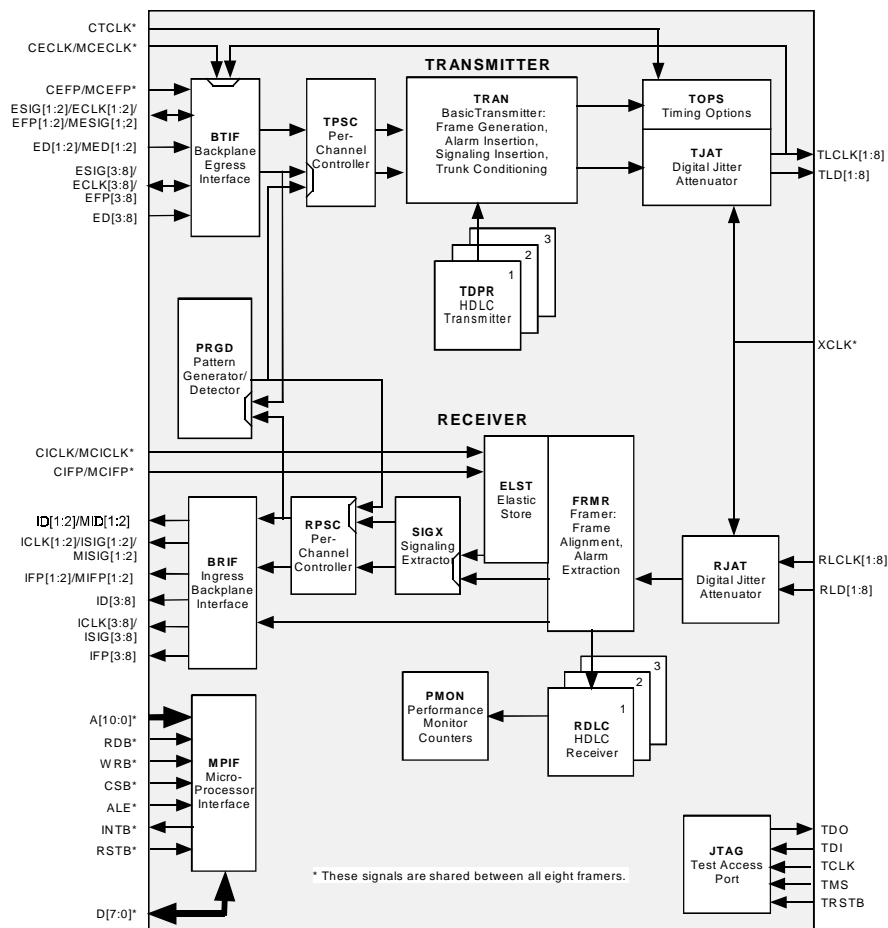 CTCLK*
CECLK/MCECLK*
CEFP/MCEFP*
ESIG[1:2]/ECLK[1:2]/
EFP[1:2]/MESIG[1;2]
ED[1:2]/MED[1:2]
ESIG[3:8]/
ECLK[3:8]/
EFP[3:8]
ED[3:8]
BTIF
Backplane
Egress
Interface
TPSC
Per-
Channel
Controller
TRANSMITTER
TRAN
BasicTransmitter:
Frame Generation,
Alarm Insertion,
Signaling Insertion,
Trunk Conditioning
TOPS
Timing Options
TJAT
Digital Jitter
Attenuator
TLCLK[1:8]
TLD[1:8]
3
2
1
TDPR
HDLC
Transmitter
PRGD
Pattern
Generator/
Detector
XCLK*
RECEIVER
CICLK/MCICLK*
CIFP/MCIFP*
ID[1:2]/MID[1:2]
ICLK[1:2]/ISIG[1:2]/
MISIG[1:2]
IFP[1:2]/MIFP[1:2]
ID[3:8]
ICLK[3:8]/
ISIG[3:8]
IFP[3:8]
BRIF
Ingress
Backplane
Interface
RPSC
Per-
Channel
Controller
SIGX
Signaling
Extractor
ELST
Elastic
Store
FRMR
Framer:
Frame
Alignment,
Alarm
Extraction
RJAT
Digital Jitter
Attenuator
RLCLK[1:8]
RLD[1:8]
PMON
Performance
Monitor
Counters
3
2
1
RDLC
HDLC
Receiver
A[10:0]*
RDB*
WRB*
CSB*
ALE*
INTB*
RSTB*
D[7:0]*
MPIF
Micro-
Processor
Interface
* These signals are shared between all eight framers.
JTAG
Test Access
Port
TDO
TDI
TCLK
TMS
TRSTB